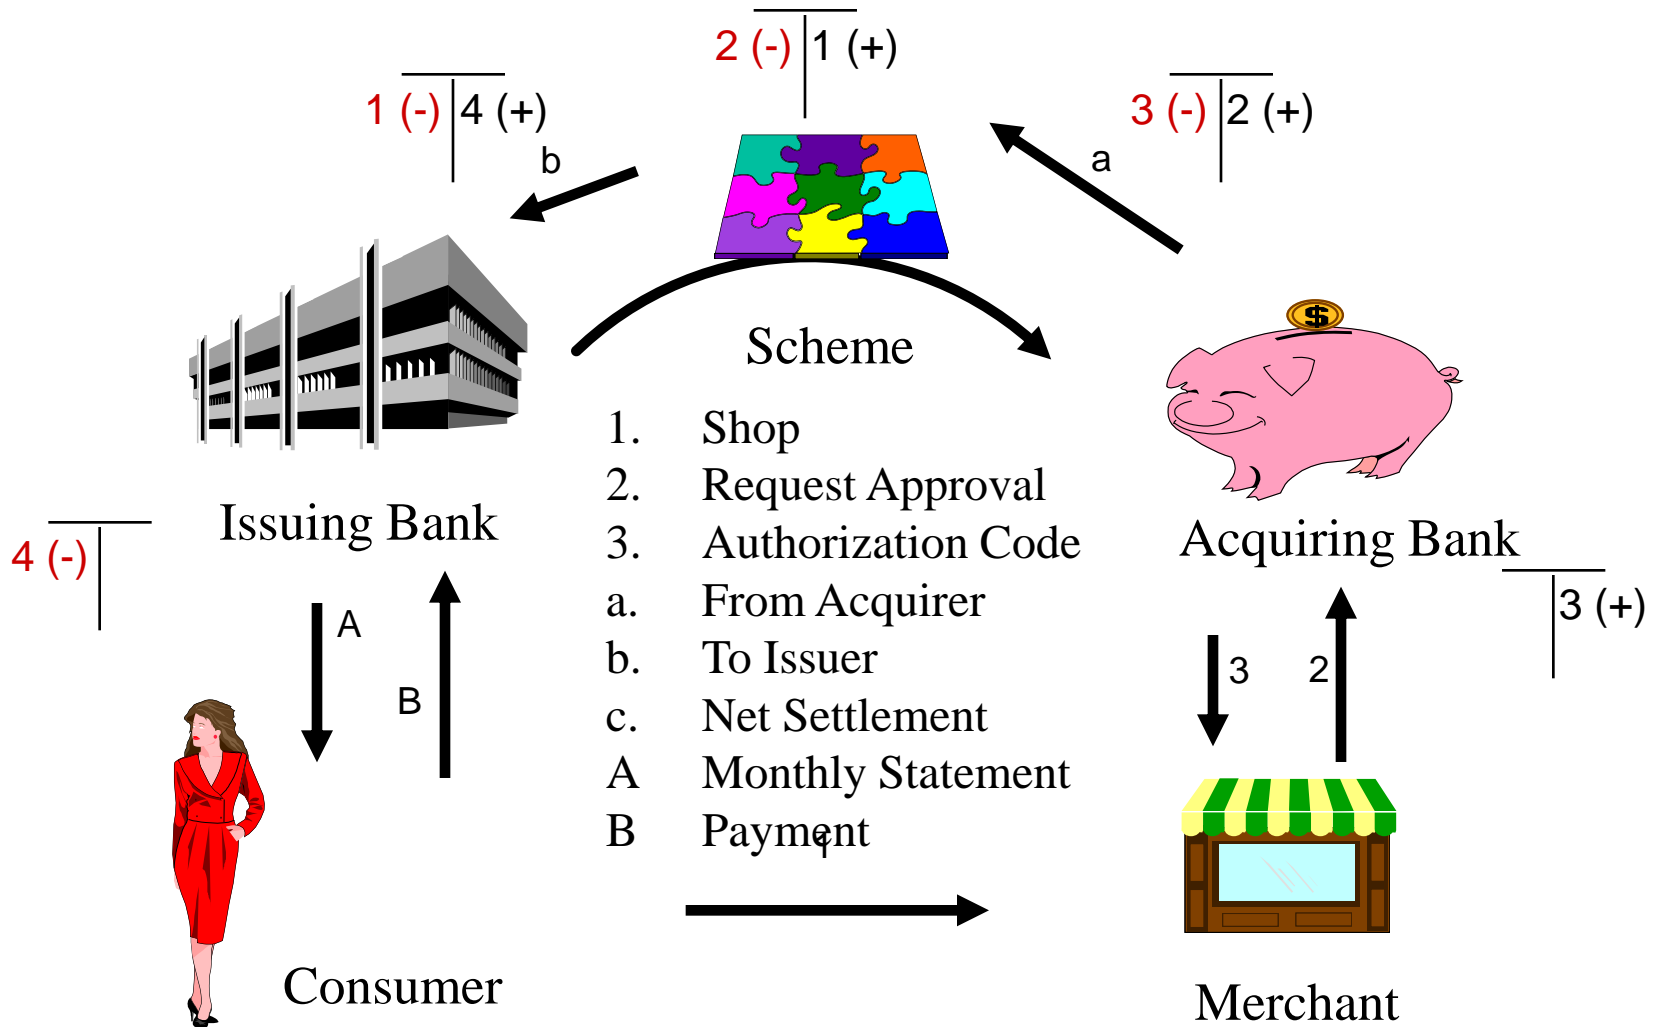 2 (-) 1 (+)
1 (-) 4 (+)
3 (-) 2 (+)
b
a
$
Scheme
1. Shop
2. Request Approval
3. Authorization Code
a. From Acquirer
b. To Issuer
c. Net Settlement
A Monthly Statement
B Payment
1
Issuing Bank
Acquiring Bank
4 (-)
3 (+)
A
B
3
2
Consumer
Merchant